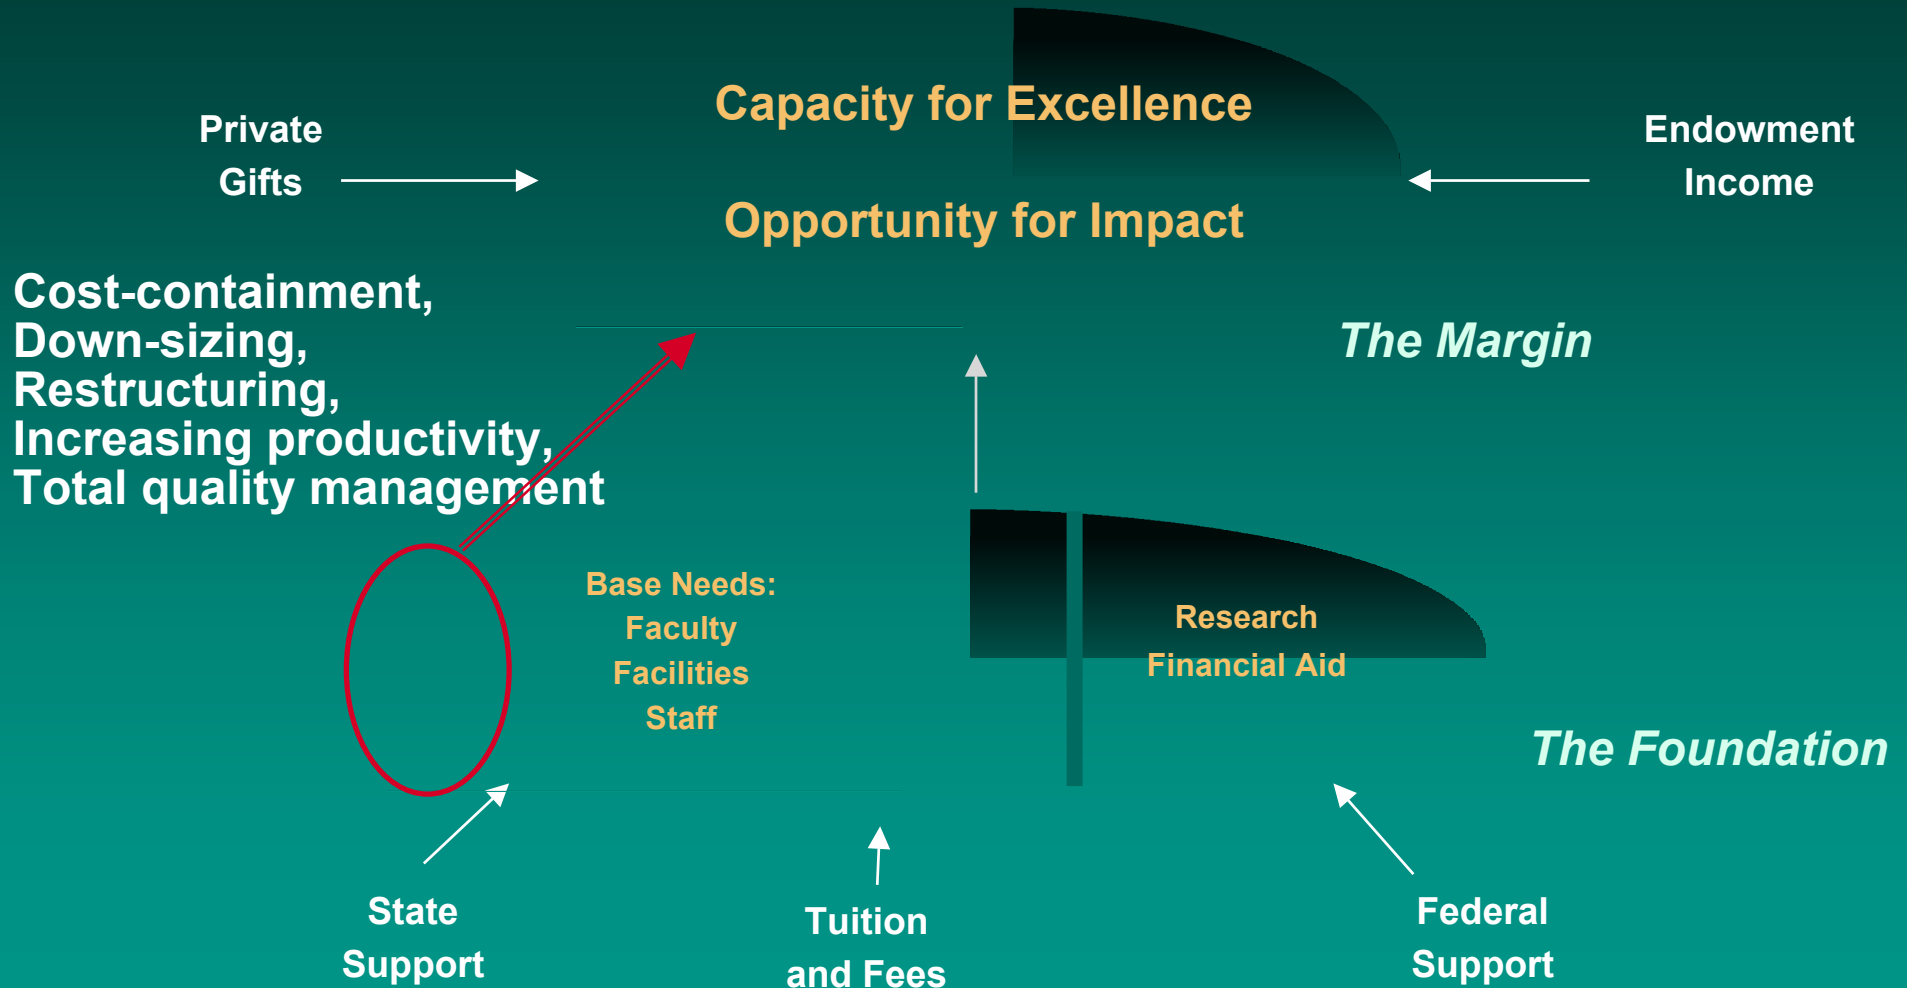 Capacity for Excellence
Opportunity for Impact
Private
Gifts
Endowment
Income
Cost-containment,
Down-sizing,
Restructuring,
Increasing productivity,
Total quality management
The Margin
Base Needs:
Faculty
Facilities
Staff
Research
Financial Aid
The Foundation
State
Support
Tuition
and Fees
Federal
Support